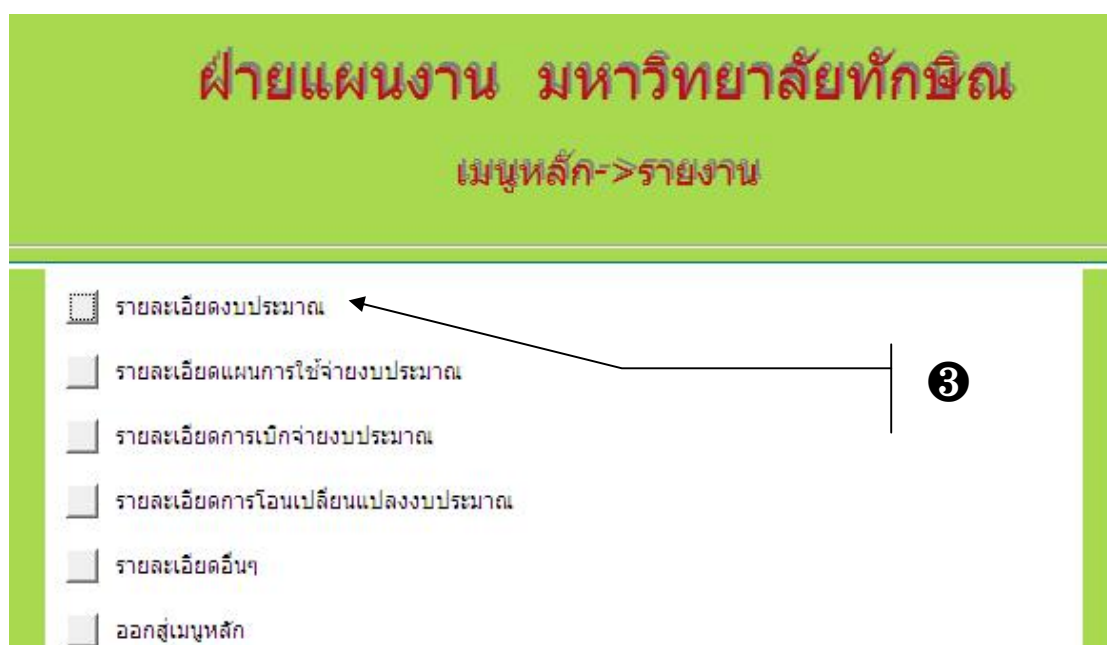 ฝ่ายแผนงาน มหาวิทยาลัยทักษิณ
เมนูหลัก->รายงาน
รายละเอียดงบประมาณ
รายละเอียดแผนการใช้จ่ายงบประมาณ
❸
รายละเอียดการเบิกจ่ายงบประมาณ
รายละเอียดการโอนเปลี่ยนแปลงงบประมาณ
รายละเอียดอื่นๆ
ออกสู่เมนูหลัก